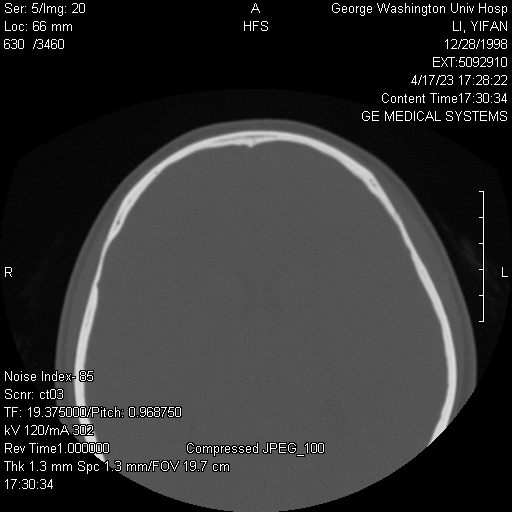 Ser: 5/Img: 20
Loc: 66 mm
630 /3460
A
HFS
George Washington Univ Hosp
LI, YIFAN
12/28/1998
EXT:5092910
4/17/23 17:28:22
Content Time17:30:34
GE MEDICAL SYSTEMS
R
L
Noise Index- 85
Scnr: ct03
TF: 19.375000/Pitch: 0.968750
kV 120/mA 302
Rev Time1.000000
Compressed JPEG_100
Thk 1.3 mm Spc 1.3 mm/FOV 19.7 cm
17:30:34